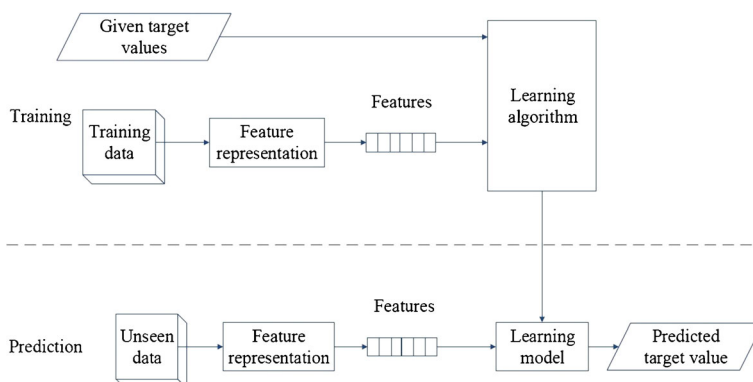 Given target
values
Training
Training
data
Feature
representation
Features
Learning
algorithm
Prediction
Unseen
data
Feature
representation
Features
Learning
model
Predicted
target value